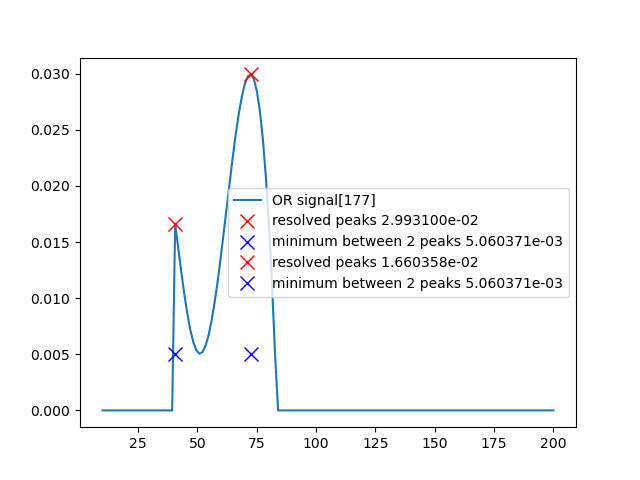 0.030
0.025
0.020
0.015
0.010
0.005
0.000
OR signal[177]
resolved peaks 2.993100e-02
minimum between 2 peaks 5.060371e-03
resolved peaks 1.660358e-02
minimum between 2 peaks 5.060371e-03
25 50 75 100 125 150 175 200